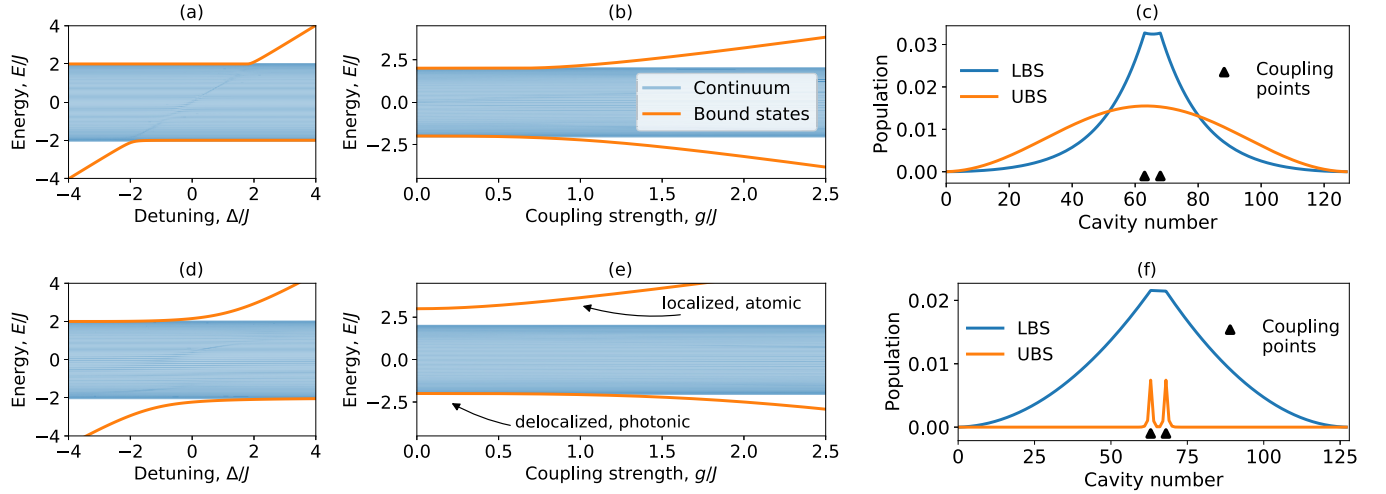 (a)
4
2
0
−2
−4
Energy, E/J
−4 −2 0 2 4
Detuning, Δ/J
(b)
2.5
0.0
−2.5
Energy, E/J
Continuum
Bound states
0.0 0.5 1.0 1.5 2.0 2.5
Coupling strength, g/J
(c)
0.03
0.02
0.01
0.00
Population
LBS
UBS
Coupling
points
0 20 40 60 80 100 120
Cavity number
(d)
4
2
0
−2
−4
Energy, E/J
−4 −2 0 2 4
Detuning, Δ/J
(e)
2.5
0.0
−2.5
Energy, E/J
localized, atomic
delocalized, photonic
0.0 0.5 1.0 1.5 2.0 2.5
Coupling strength, g/J
(f)
0.02
0.01
0.00
Population
LBS
UBS
Coupling
points
0 25 50 75 100 125
Cavity number